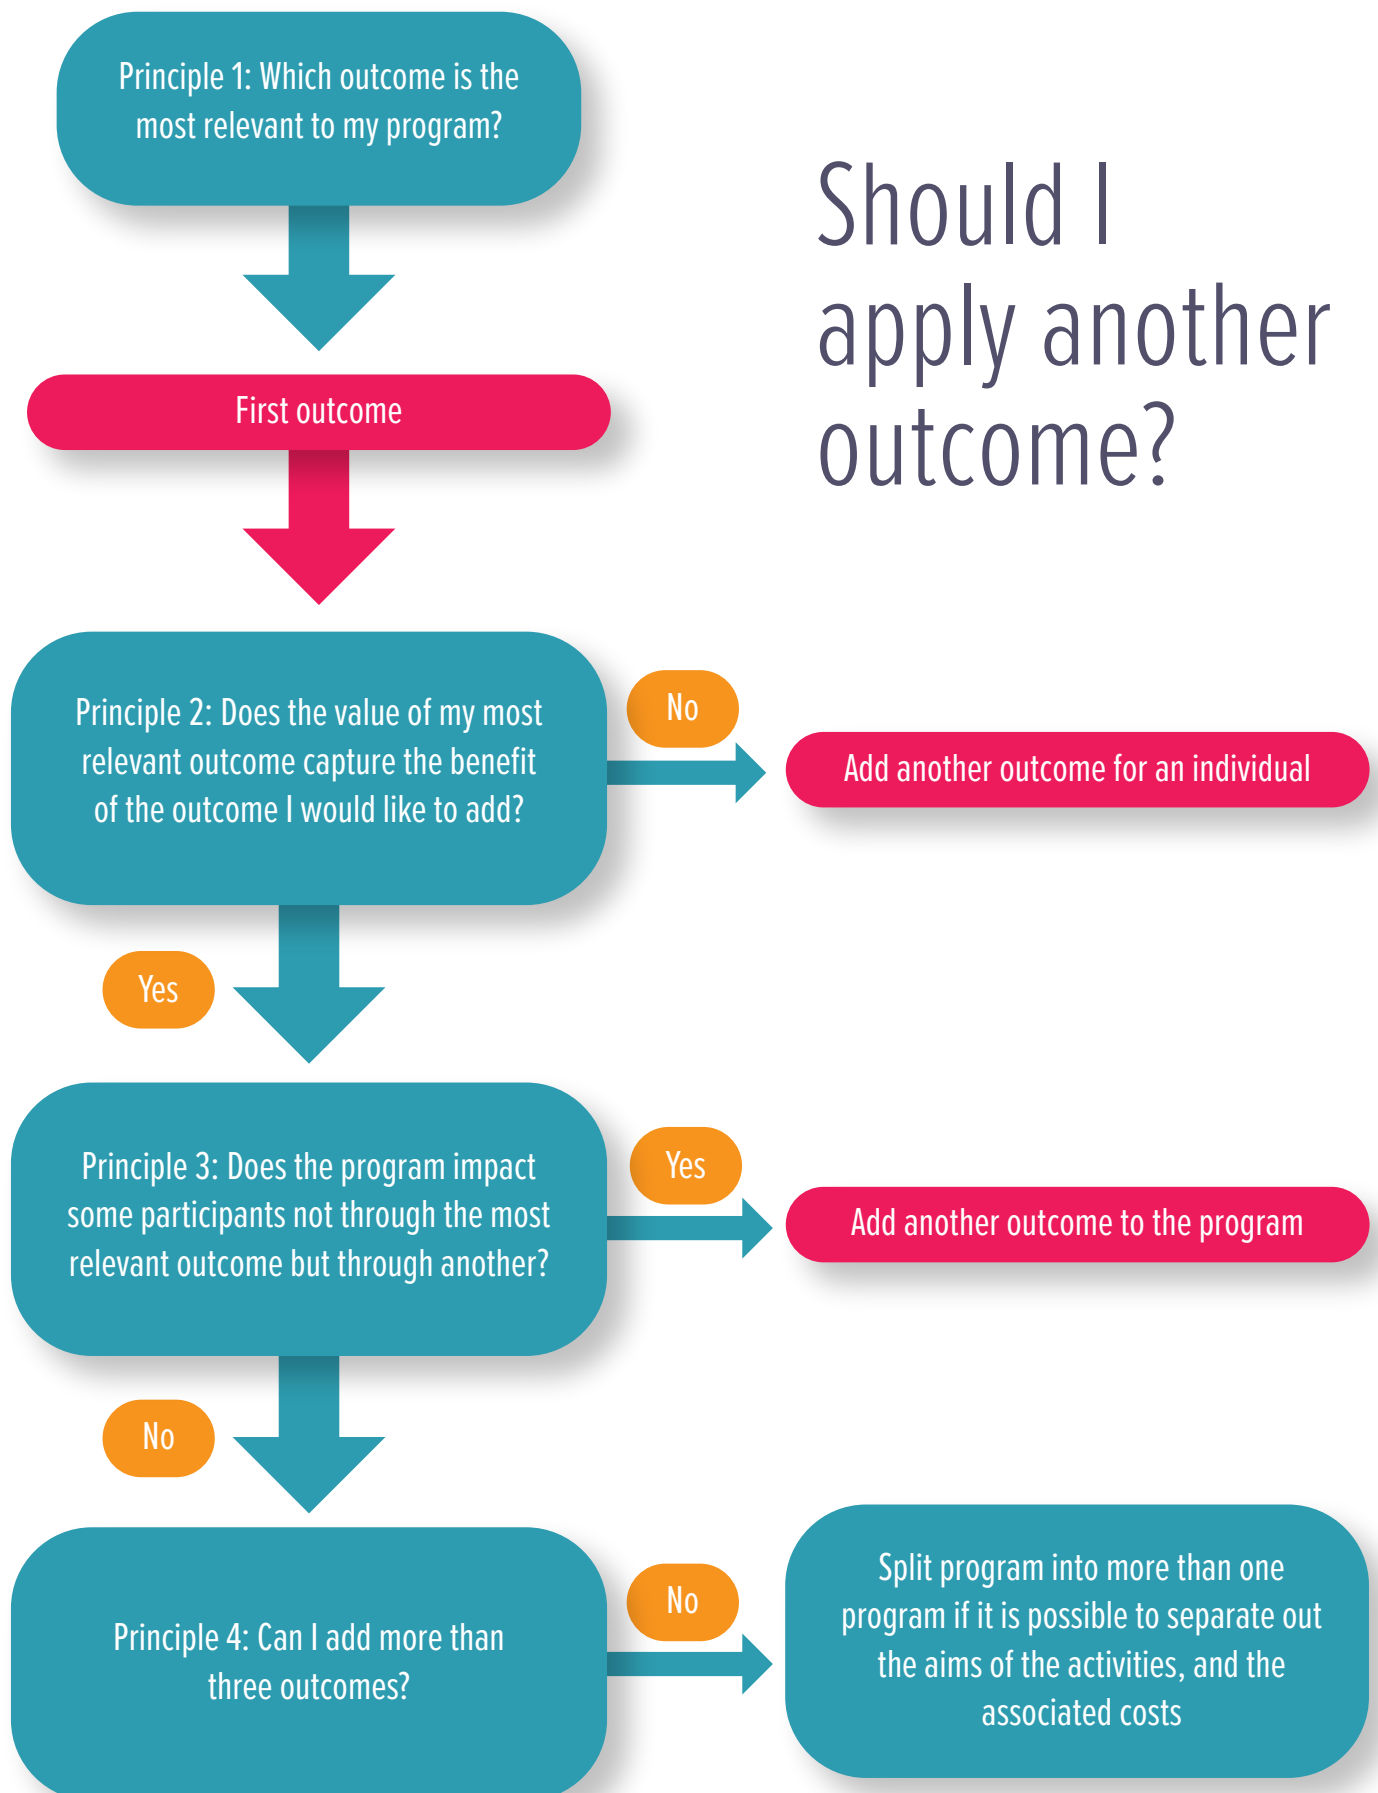 Principle 1: Which outcome is the
most relevant to my program?
Should I
apply another
outcome?
First outcome
Principle 2: Does the value of my most
relevant outcome capture the benefit
of the outcome I would like to add?
No
Add another outcome for an individual
Yes
Principle 3: Does the program impact
some participants not through the most
relevant outcome but through another?
Yes
Add another outcome to the program
No
Principle 4: Can I add more than
three outcomes?
No
Split program into more than one
program if it is possible to separate out
the aims of the activities, and the
associated costs